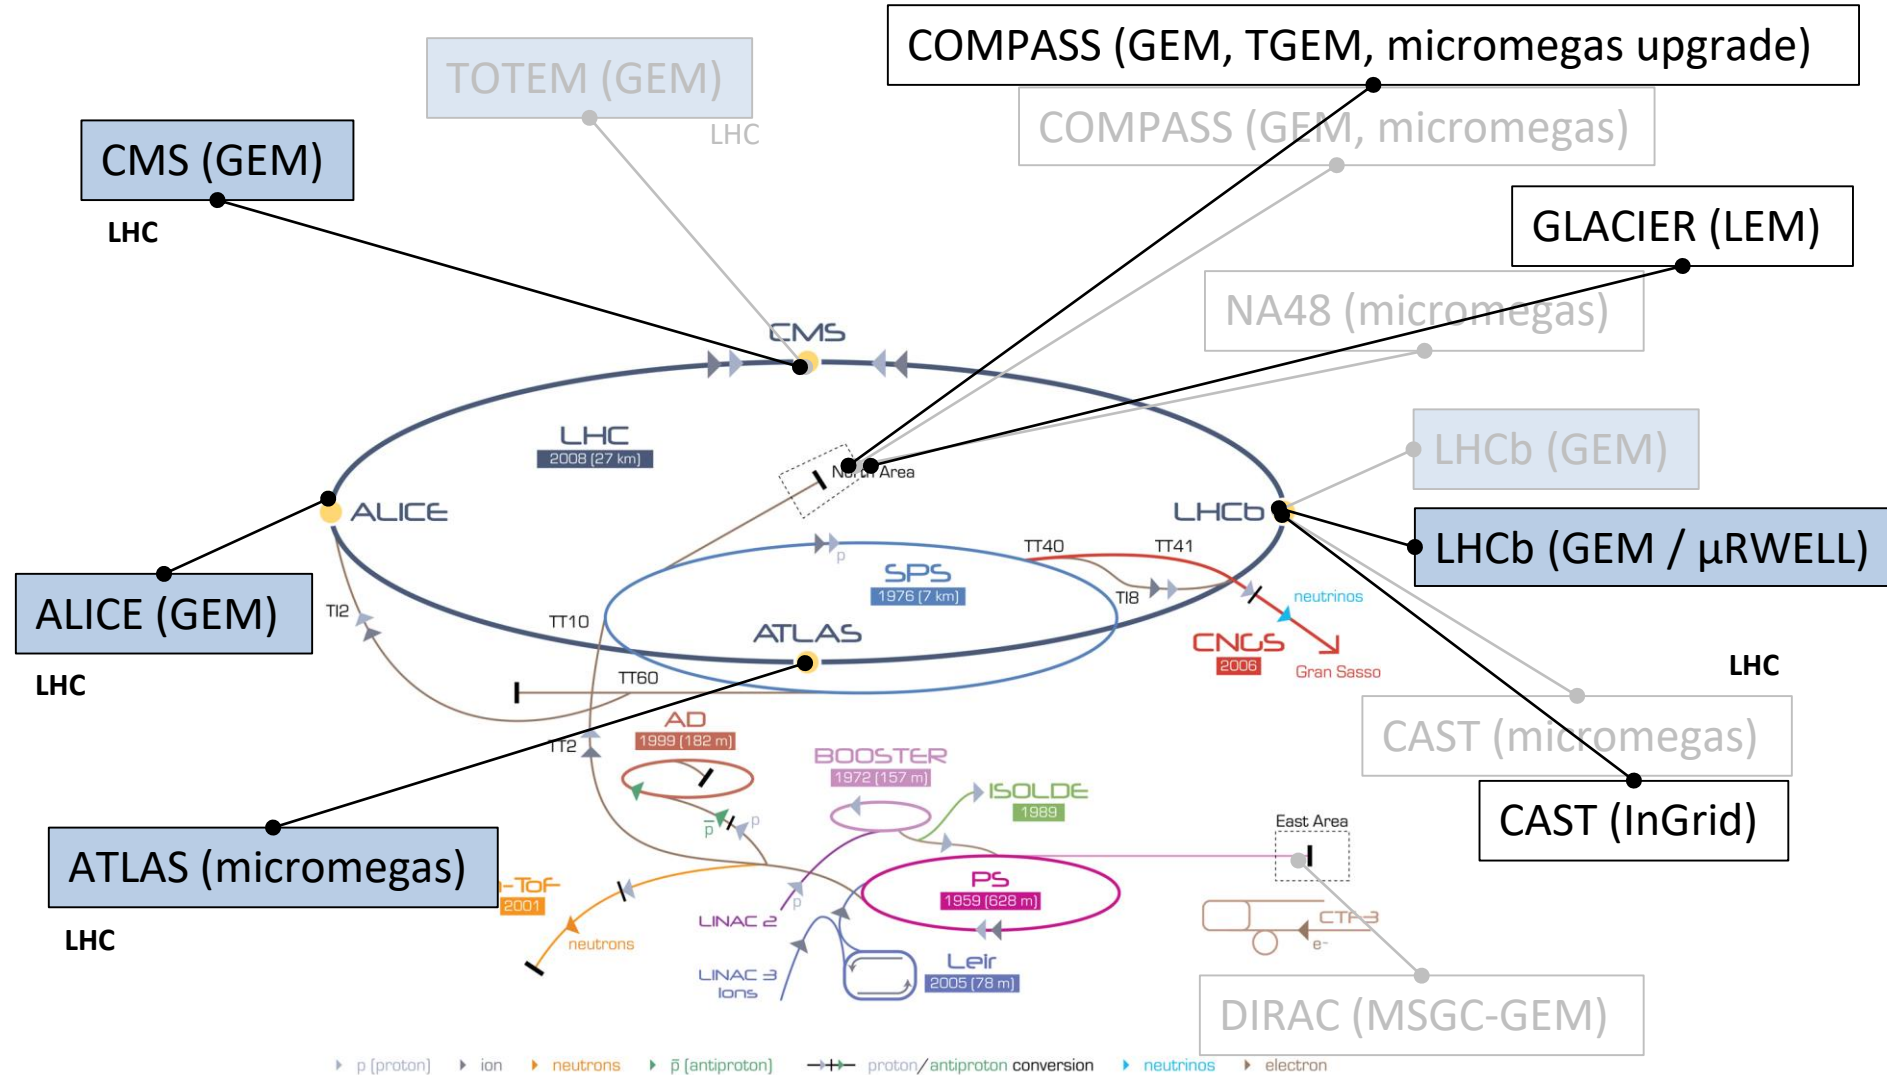 COMPASS (GEM, TGEM, micromegas upgrade)
TOTEM (GEM)
LHC
COMPASS (GEM, micromegas)
CMS (GEM)
LHC
GLACIER (LEM)
NA48 (micromegas)
CMS
LHC
2008 (27 km)
North Area
LHCb (GEM)
ALICE
LHCb
LHCb (GEM / µRWELL)
p
TT40
TT41
SPS
1976 (7 km)
TI8
neutrinos
ALICE (GEM)
LHC
TI2
TT10
ATLAS
CNGS
2006
Gran Sasso
LHC
TT60
CAST (micromegas)
AD
1999 (182 m)
TT2
BOOSTER
1972 (157 m)
ISOLDE
1989
CAST (InGrid)
p̅
p
East Area
ATLAS (micromegas)
LHC
n-ToF
2001
neutrons
PS
1959 (628 m)
LINAC 2
p
CTF3
e-
LINAC 3
Ions
Leir
2005 (78 m)
DIRAC (MSGC-GEM)
p (proton) ion neutrons p̅ (antiproton) proton/antiproton conversion neutrinos electron